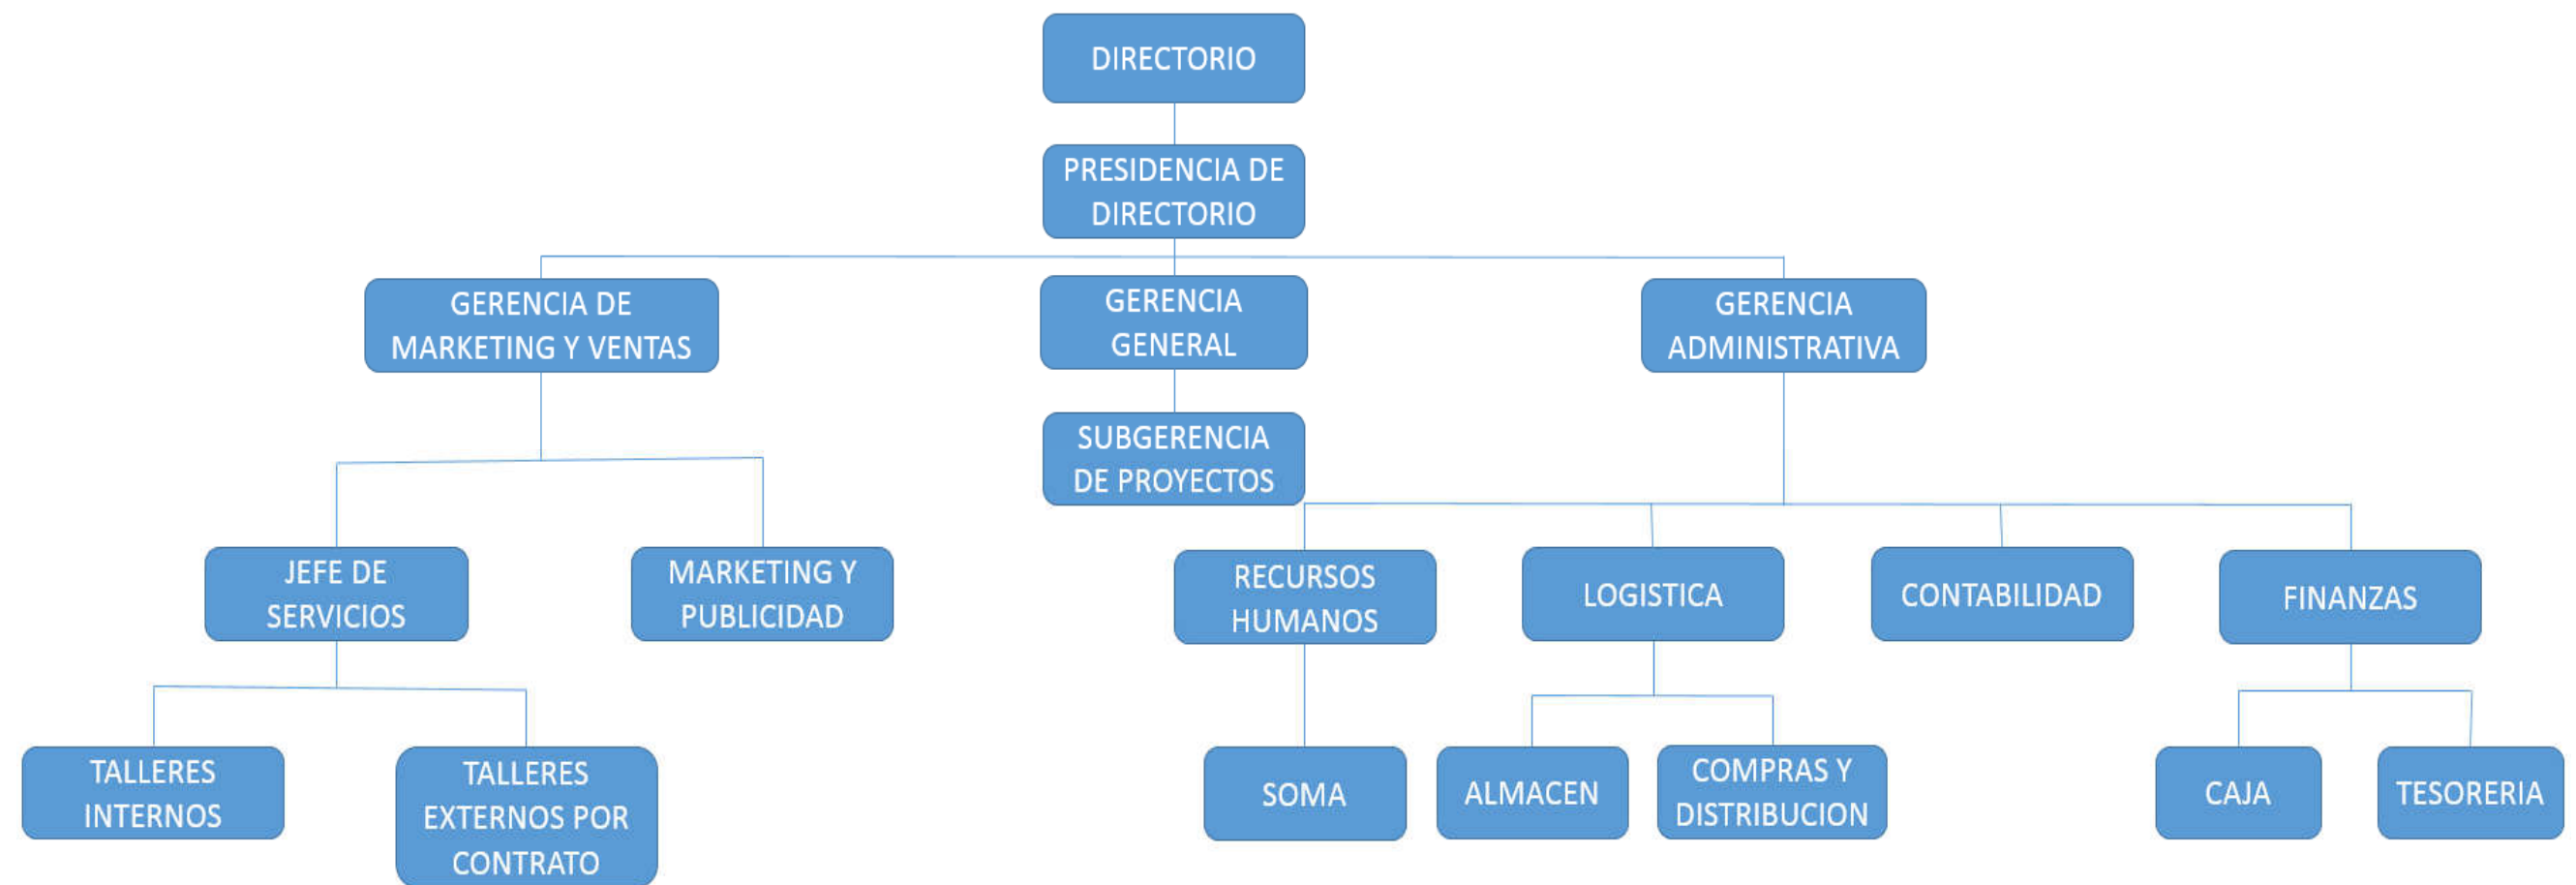 DIRECTORIO
PRESIDENCIA DE
DIRECTORIO
GERENCIA DE
MARKETING Y VENTAS
GERENCIA
GENERAL
GERENCIA
ADMINISTRATIVA
SUBGERENCIA
DE PROYECTOS
JEFE DE
SERVICIOS
MARKETING Y
PUBLICIDAD
RECURSOS
HUMANOS
LOGISTICA
CONTABILIDAD
FINANZAS
TALLERES
INTERNOS
TALLERES
EXTERNOS POR
CONTRATO
SOMA
ALMACEN
COMPRAS Y
DISTRIBUCION
CAJA
TESORERIA